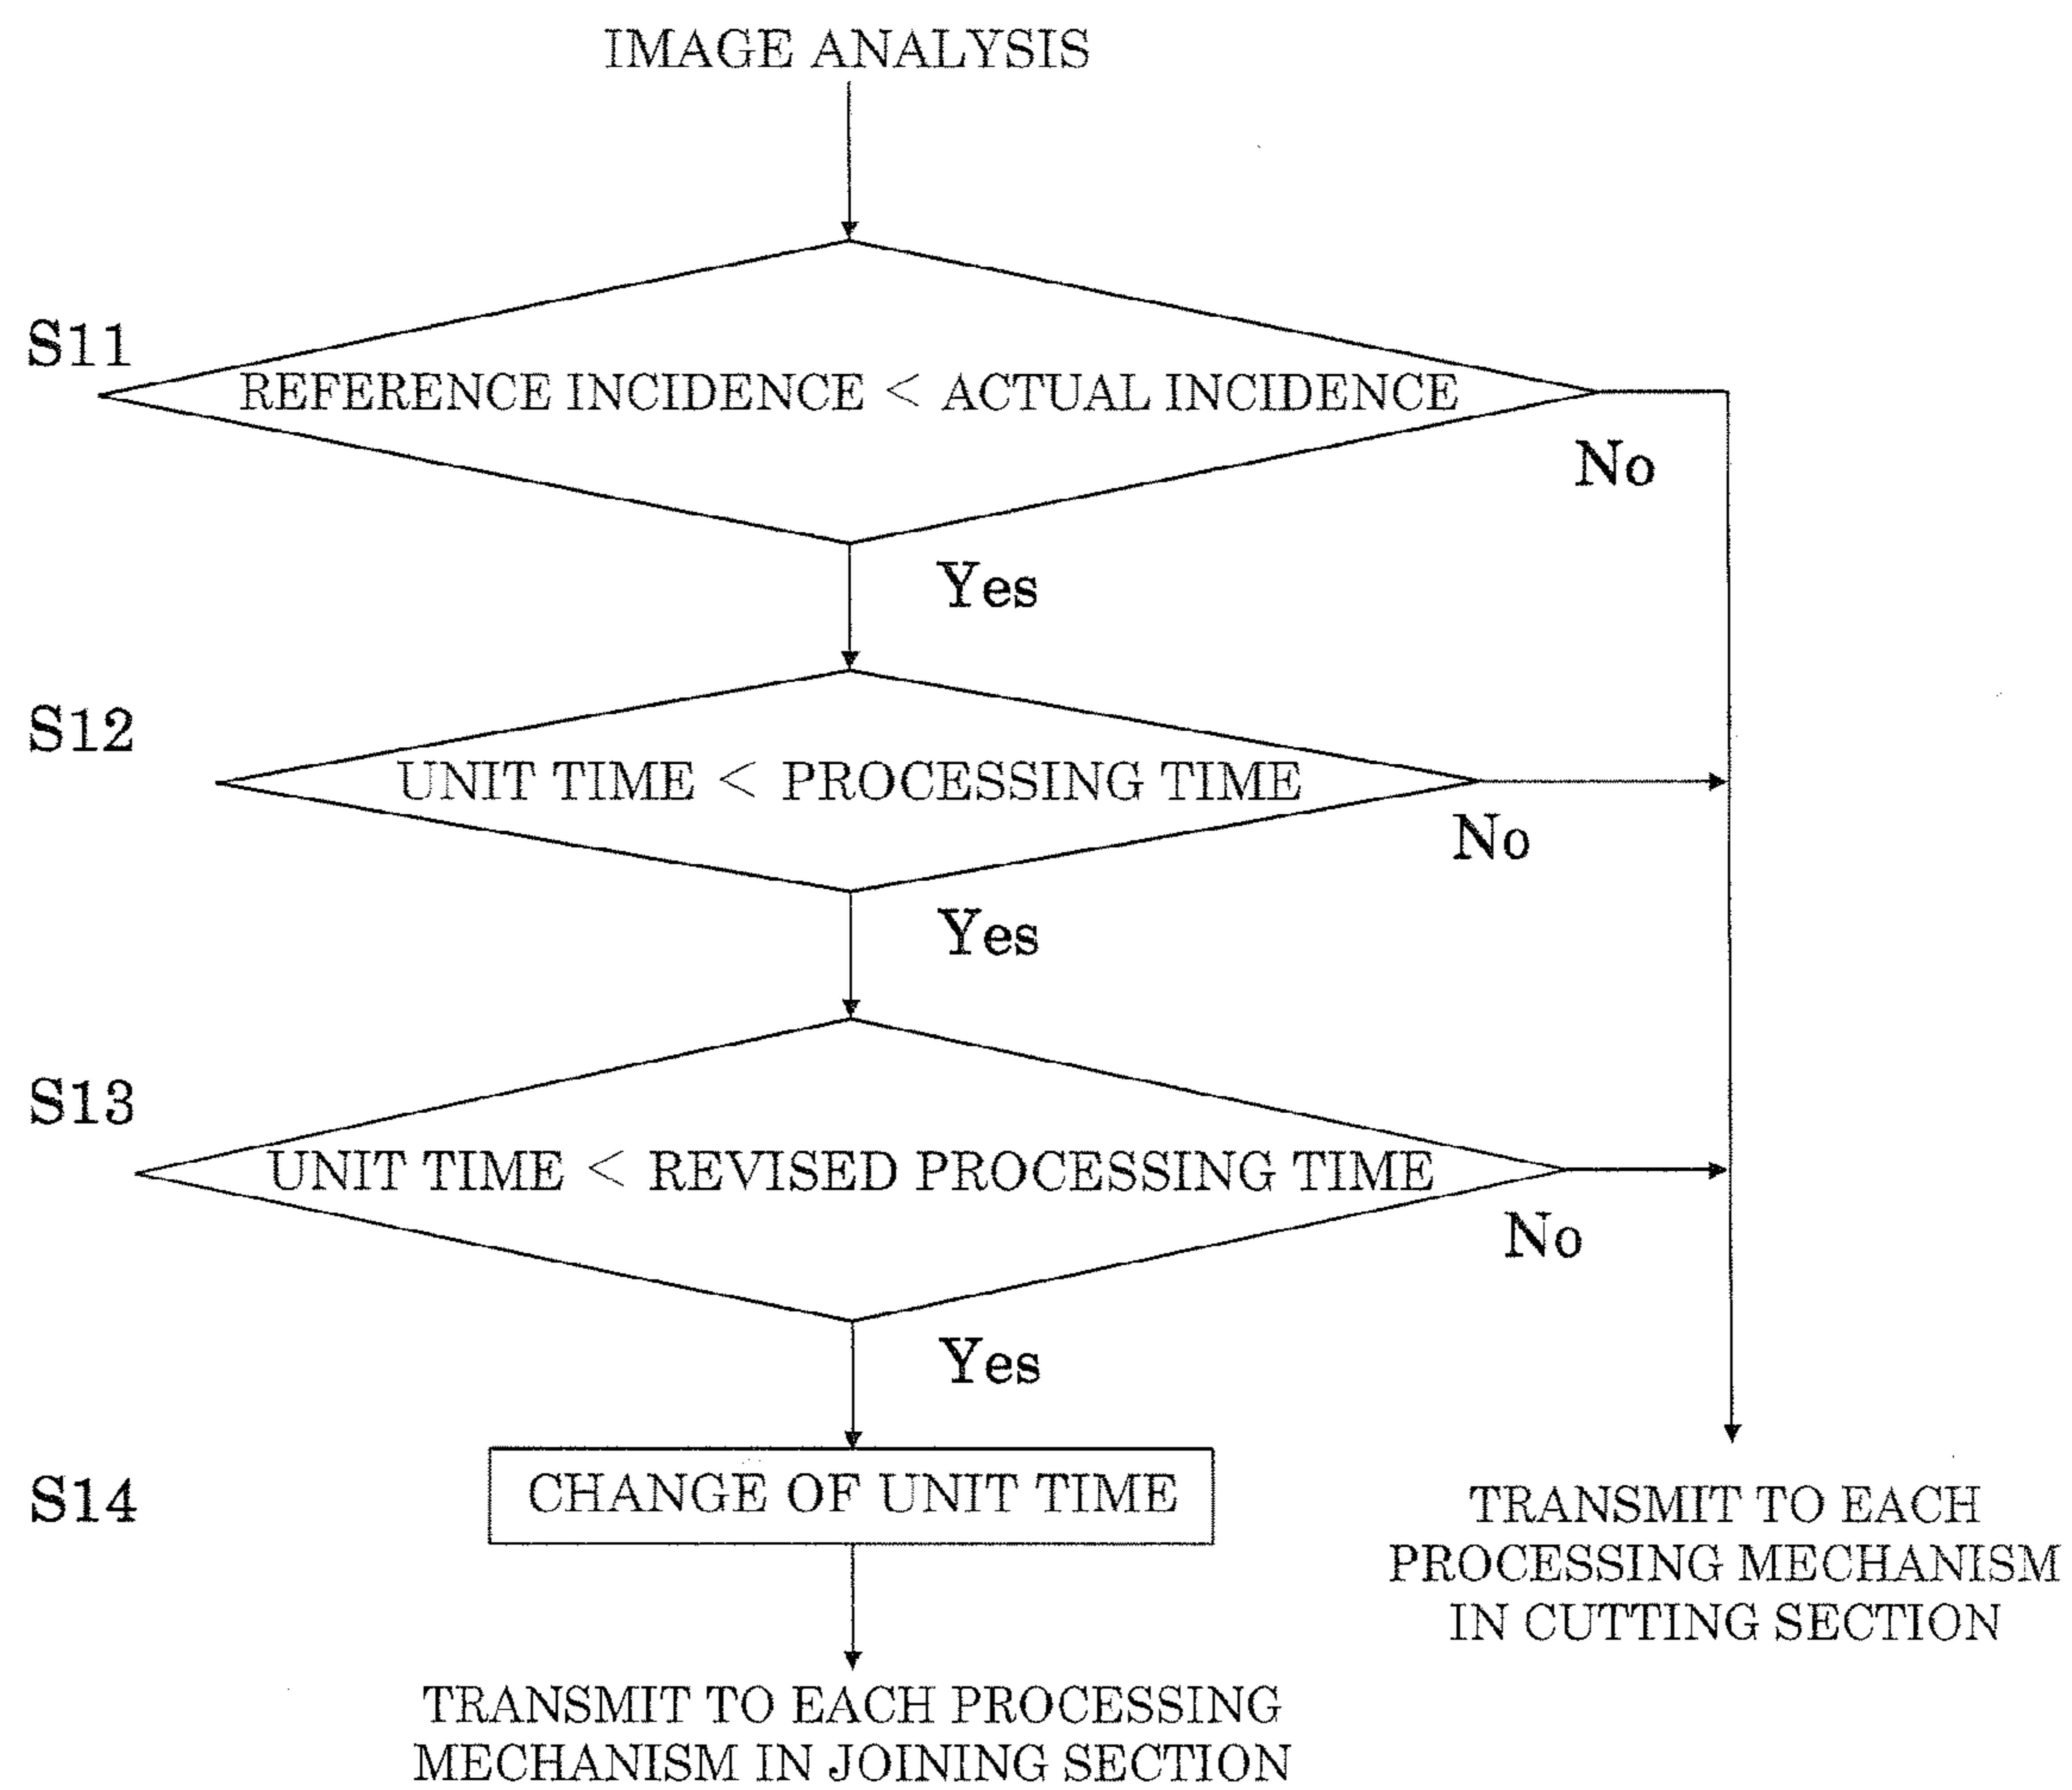 IMAGE ANALYSIS
S11
REFERENCE INCIDENCE < ACTUAL INCIDENCE
No
Yes
S12
UNIT TIME < PROCESSING TIME
No
Yes
S13
UNIT TIME < REVISED PROCESSING TIME
No
Yes
S14
CHANGE OF UNIT TIME
TRANSMIT TO EACH
PROCESSING MECHANISM
IN CUTTING SECTION
TRANSMIT TO EACH PROCESSING
MECHANISM IN JOINING SECTION